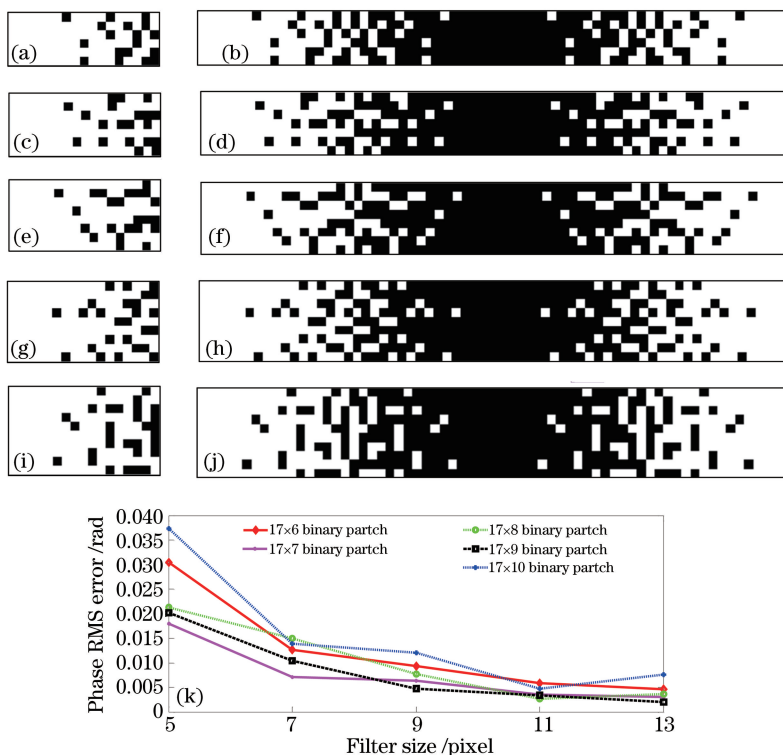 (a)
(b)
(c)
(d)
(e)
(f)
(g)
(h)
(i)
(j)
0.040
0.035
0.030
0.025
0.020
0.015
0.010
0.005
0
Phase RMS error /rad
17×6 binary partch
17×7 binary partch
17×8 binary partch
17×9 binary partch
17×10 binary partch
(k)
5 7 9 11 13
Filter size /pixel